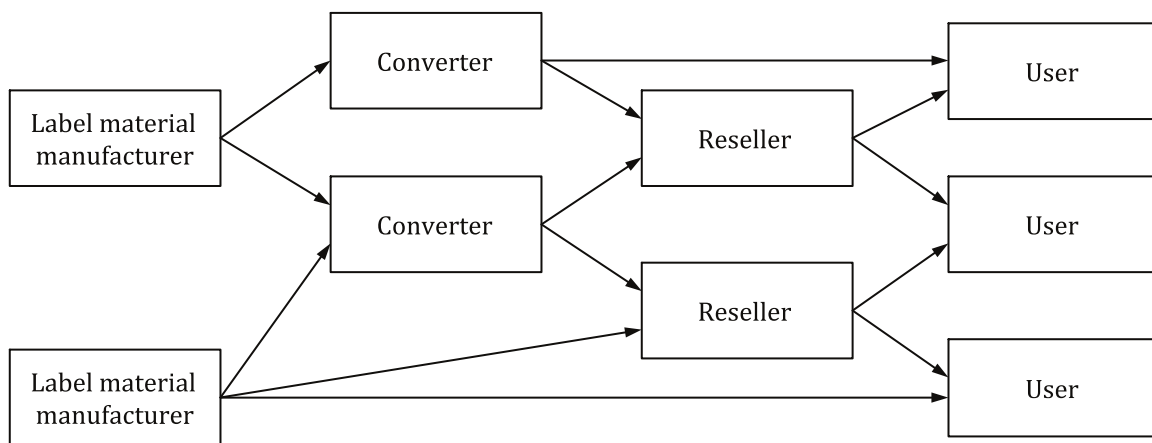 Converter
User
Label material
manufacturer
Reseller
Converter
User
Reseller
Label material
manufacturer
User